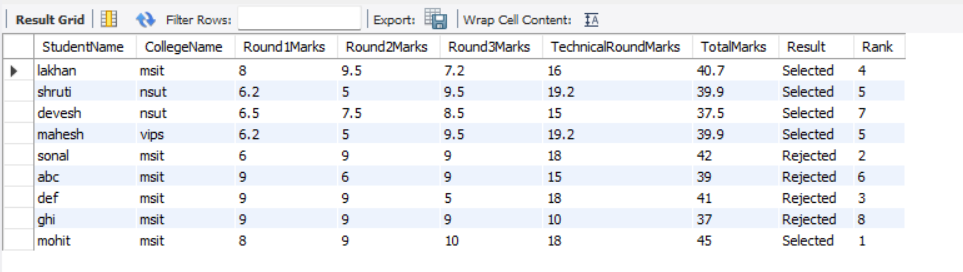 Result Grid Filter Rows: Export: Wrap Cell Content: IA
StudentName CollegeName Round1Marks Round2Marks Round3Marks TechnicalRoundMarks TotalMarks Result Rank
lakhan msit 8 9.5 7.2 16 40.7 Selected 4
shruti nsut 6.2 5 9.5 19.2 39.9 Selected 5
devesh nsut 6.5 7.5 8.5 15 37.5 Selected 7
mahesh vips 6.2 5 9.5 19.2 39.9 Selected 5
sonal msit 6 9 9 18 42 Rejected 2
abc msit 9 6 9 15 39 Rejected 6
def msit 9 9 5 18 41 Rejected 3
ghi msit 9 9 9 10 37 Rejected 8
mohit msit 8 9 10 18 45 Selected 1